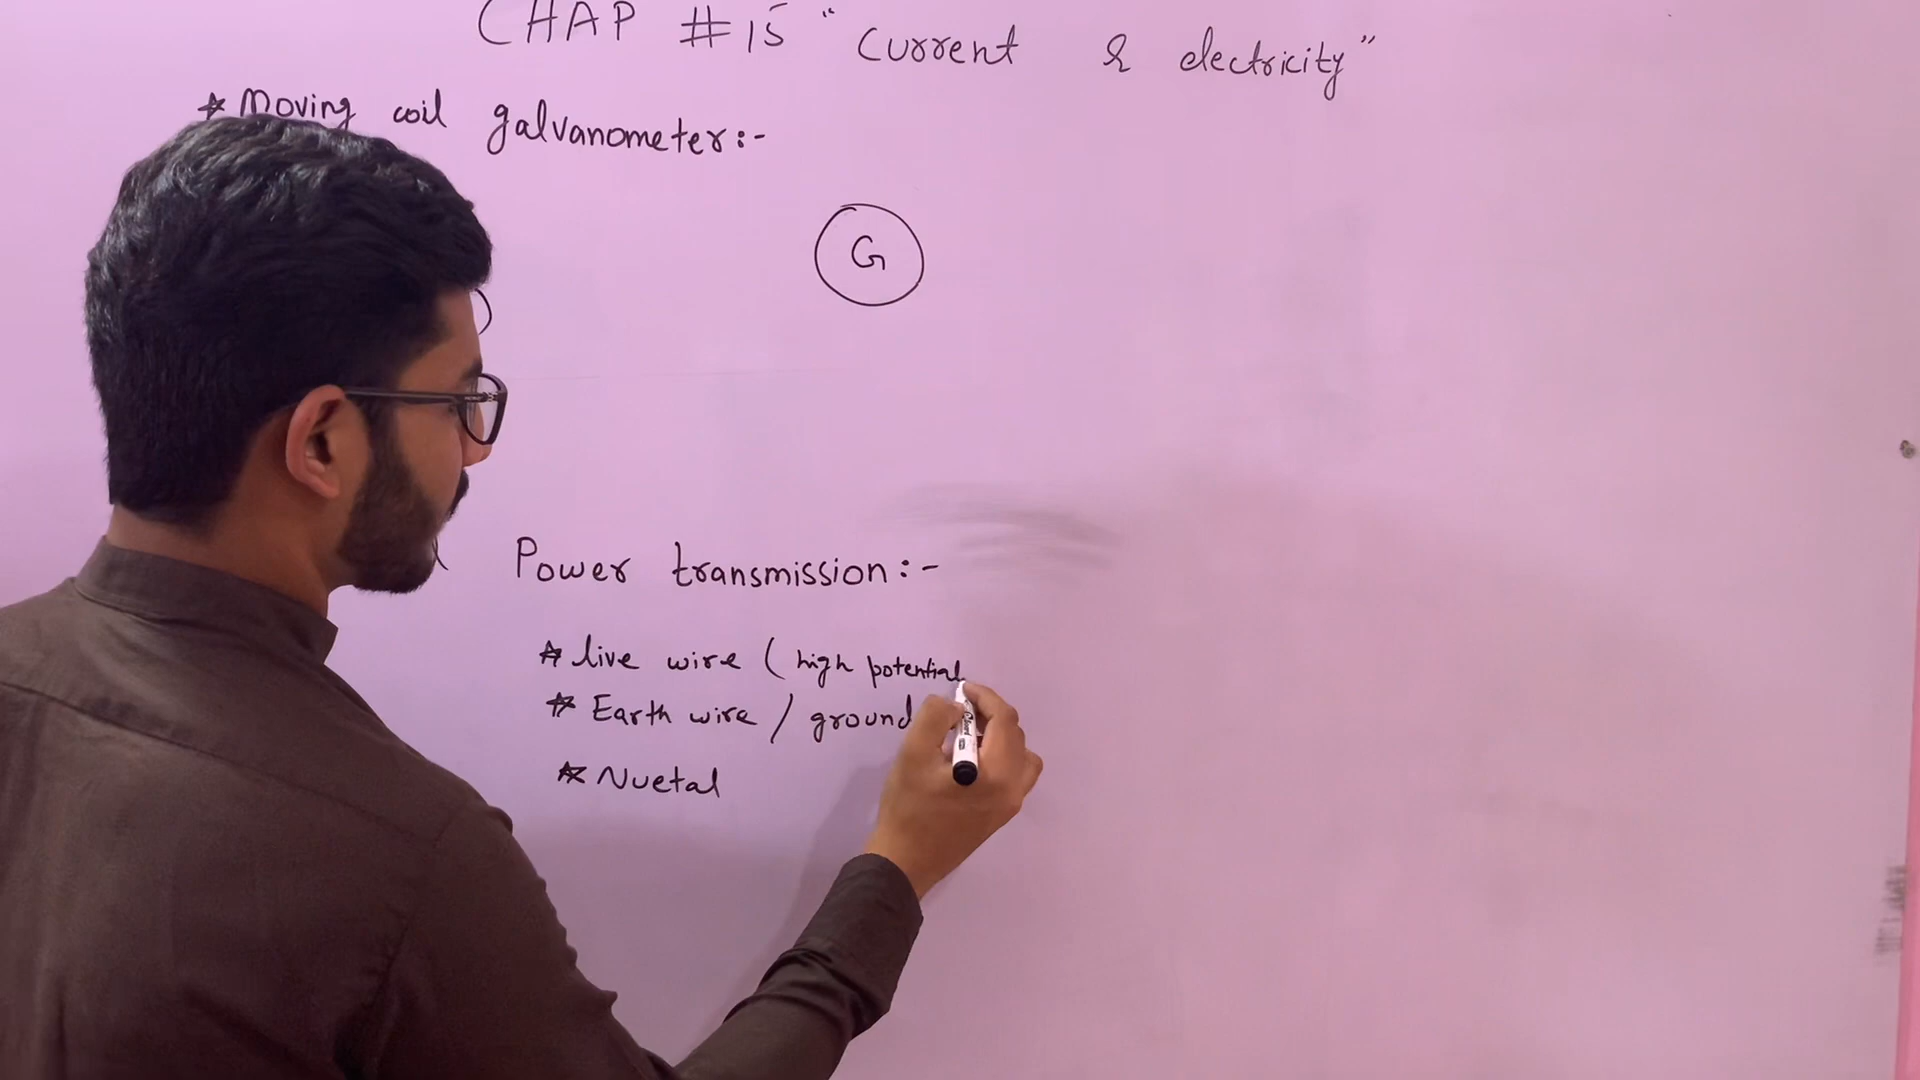 CHAP #15 "Current & electricity"
* Moving coil galvanometer:-
G
Power transmission:-
* live wire (high potential
* Earth wire / ground
* Nuetal